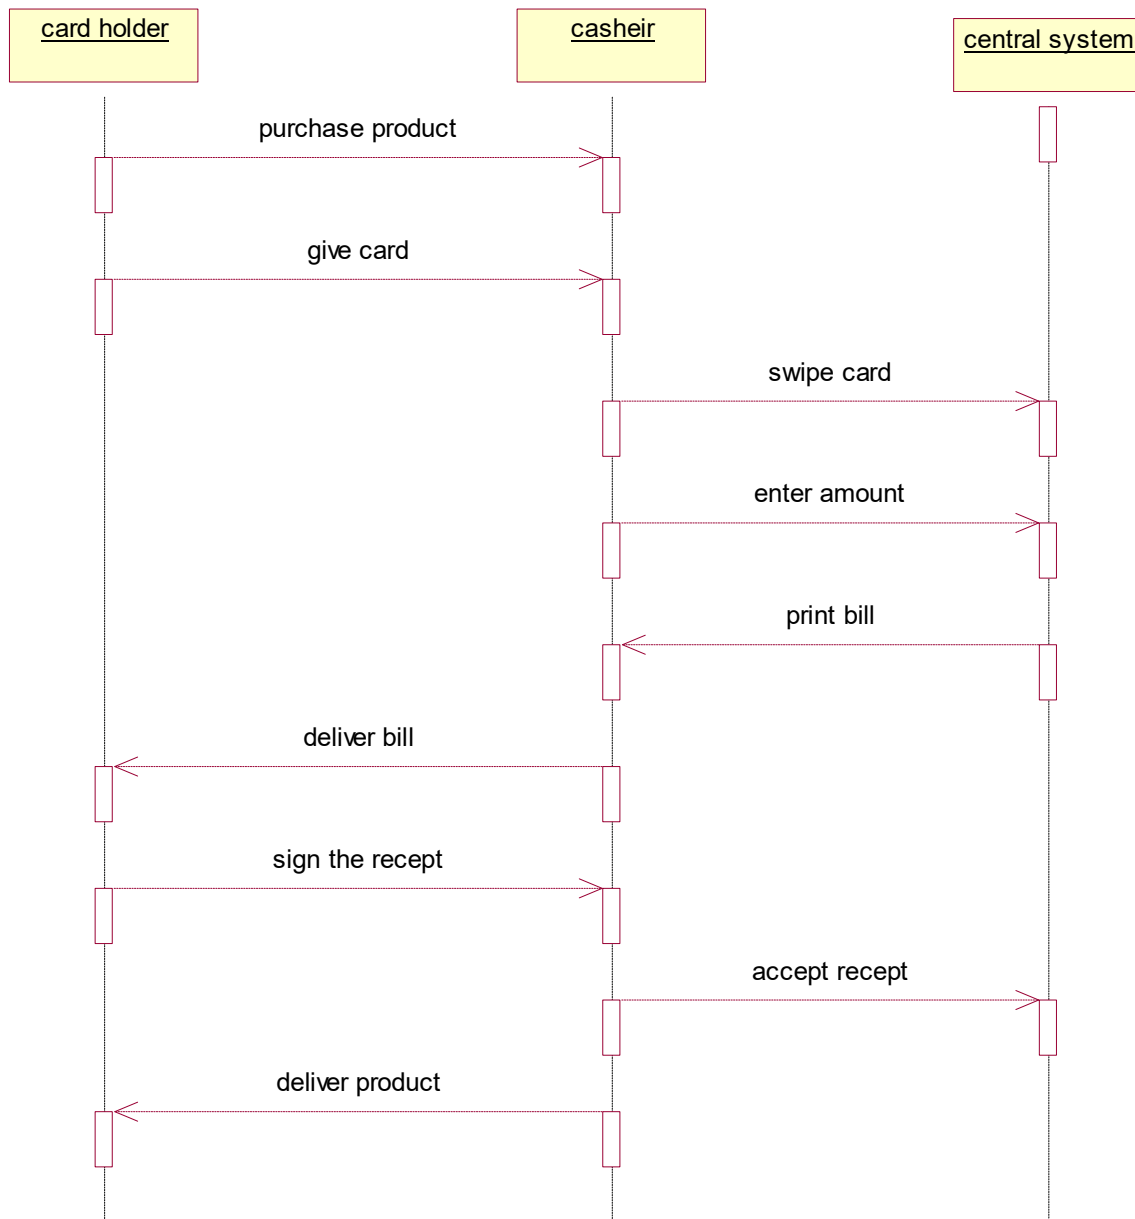 card holder
casheir
central system
purchase product
give card
swipe card
enter amount
print bill
deliver bill
sign the recept
accept recept
deliver product